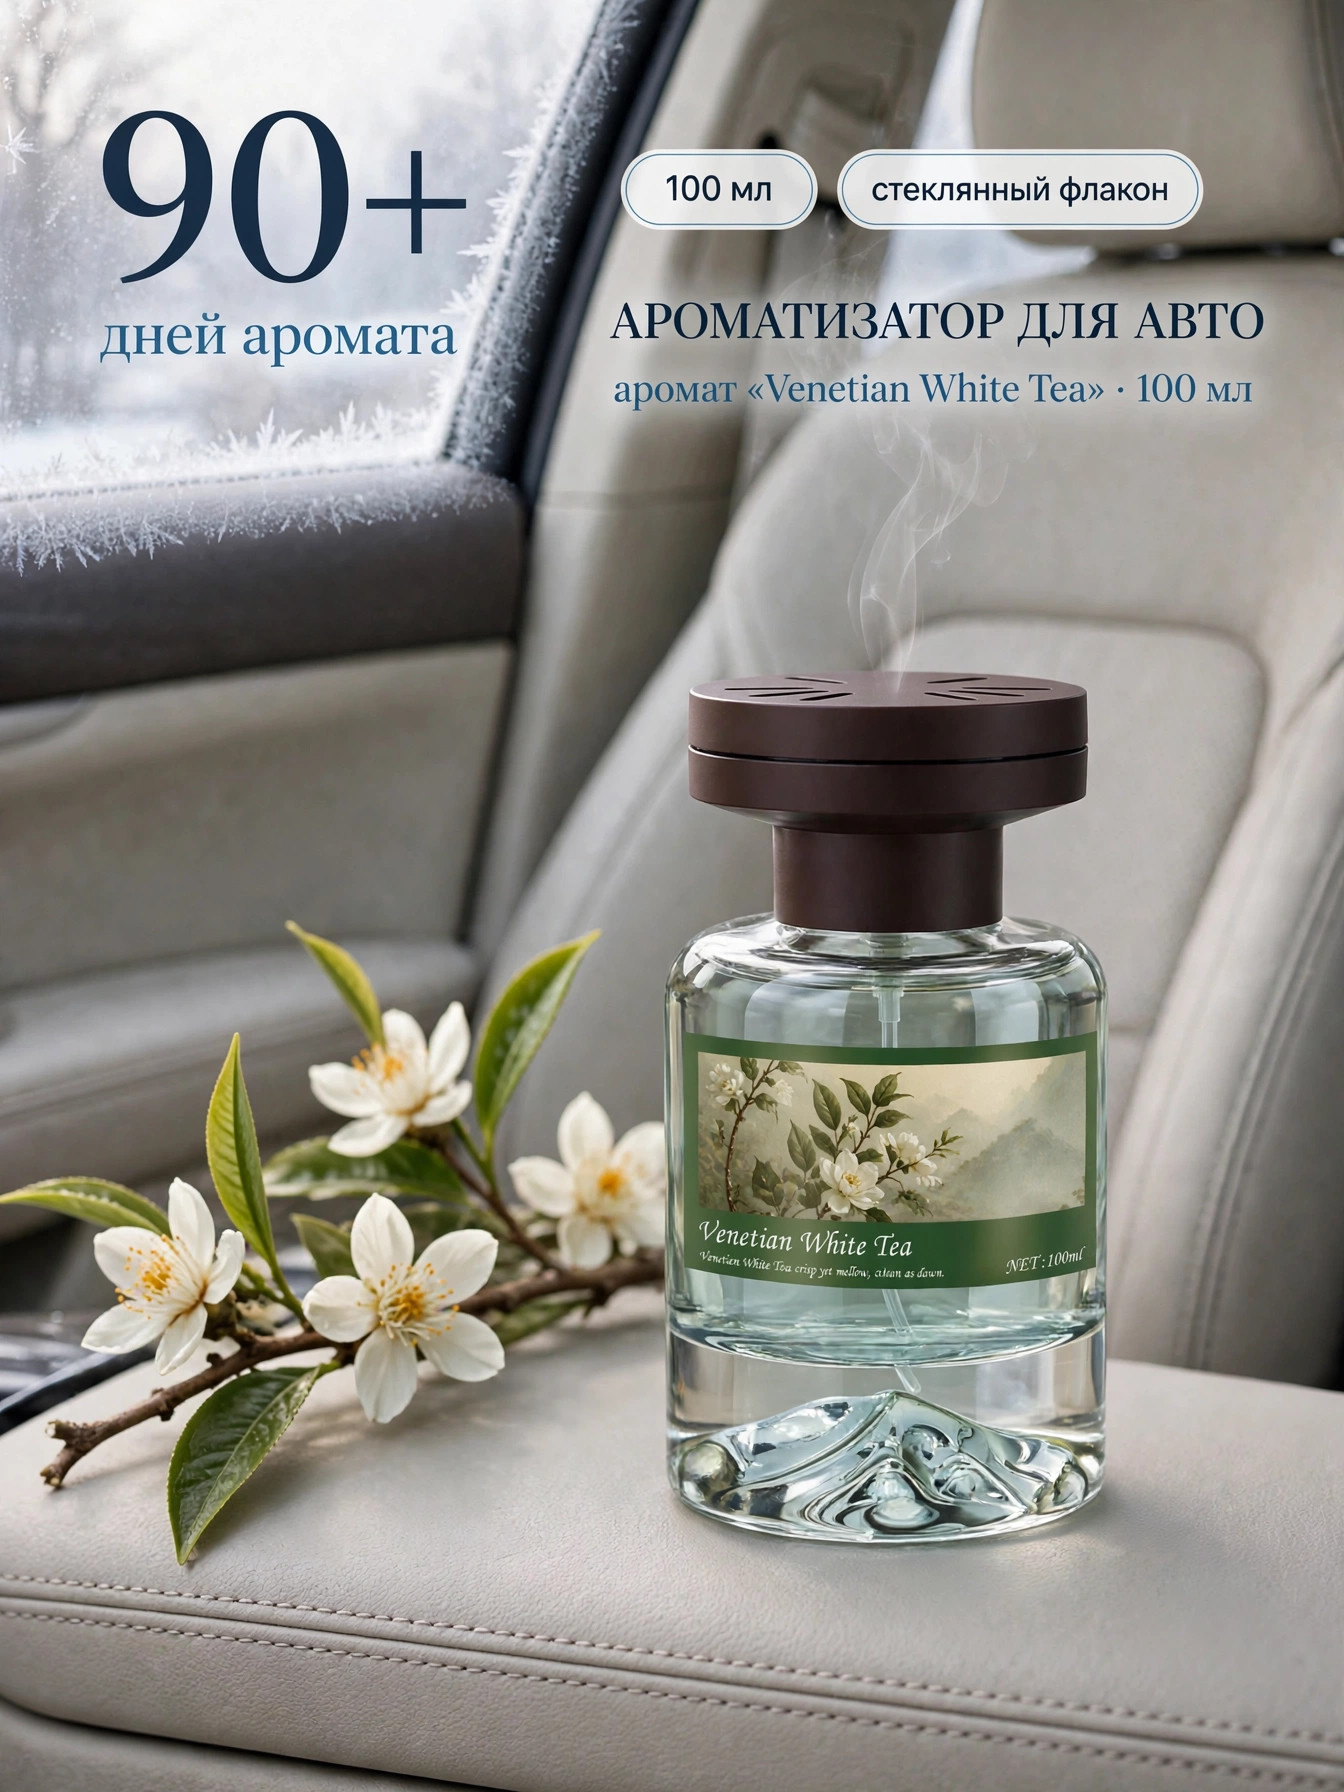 90+
дней аромата
100 мл
стеклянный флакон
АРОМАТИЗАТОР ДЛЯ АВТО
аромат «Venetian White Tea» · 100 мл
Venetian White Tea
Venetian White Tea crisp yet mellow, clean as dawn.
NET:100ml